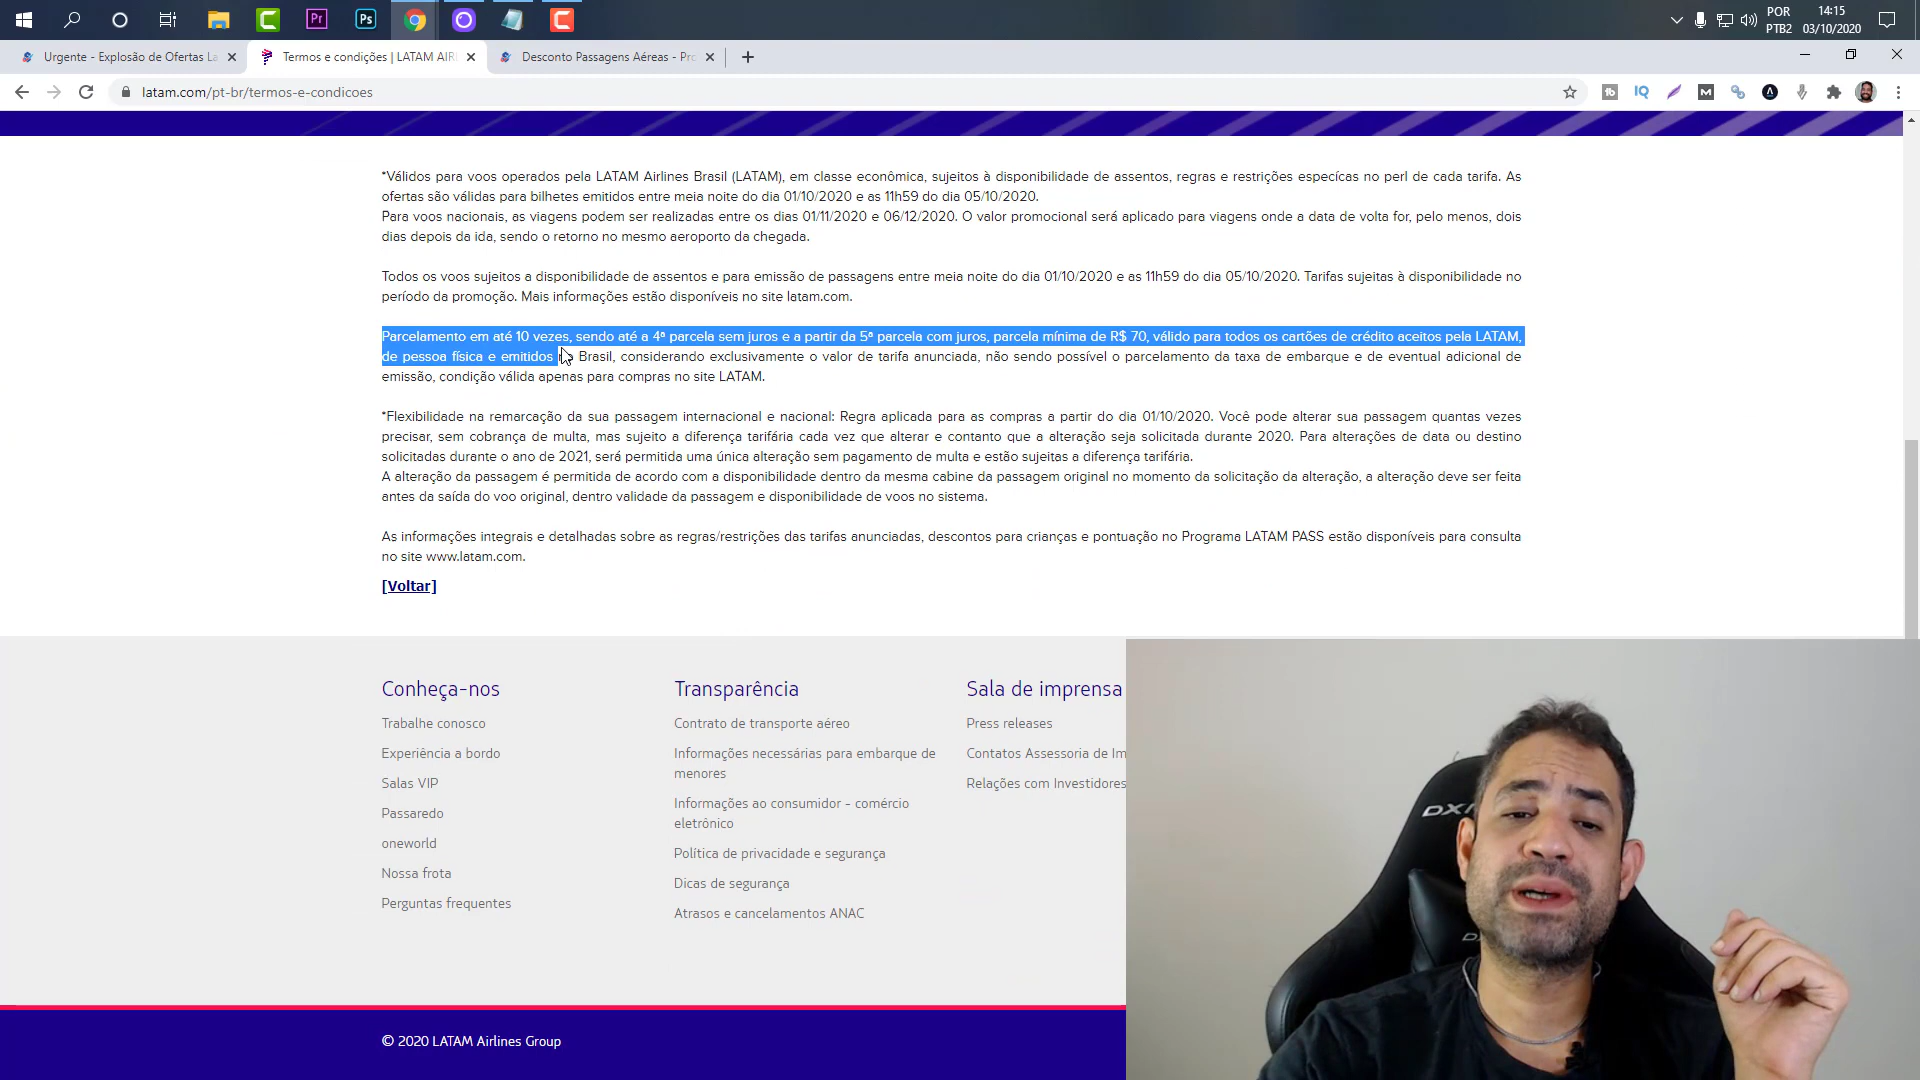 POR
PTB2
14:15
03/10/2020
Urgente - Explosão de Ofertas La
Termos e condições | LATAM AIRI
Desconto Passagens Aéreas - Pro
latam.com/pt-br/termos-e-condicoes
*Válidos para voos operados pela LATAM Airlines Brasil (LATAM), em classe econômica, sujeitos à disponibilidade de assentos, regras e restrições especícas no perl de cada tarifa. As
ofertas são válidas para bilhetes emitidos entre meia noite do dia 01/10/2020 e as 11h59 do dia 05/10/2020.
Para voos nacionais, as viagens podem ser realizadas entre os dias 01/11/2020 e 06/12/2020. O valor promocional será aplicado para viagens onde a data de volta for, pelo menos, dois
dias depois da ida, sendo o retorno no mesmo aeroporto da chegada.
Todos os voos sujeitos a disponibilidade de assentos e para emissão de passagens entre meia noite do dia 01/10/2020 e as 11h59 do dia 05/10/2020. Tarifas sujeitas à disponibilidade no
período da promoção. Mais informações estão disponíveis no site latam.com.
Parcelamento em até 10 vezes, sendo até a 4ª parcela sem juros e a partir da 5ª parcela com juros, parcela mínima de R$ 70, válido para todos os cartões de crédito aceitos pela LATAM,
de pessoa física e emitidos Brasil, considerando exclusivamente o valor de tarifa anunciada, não sendo possível o parcelamento da taxa de embarque e de eventual adicional de
emissão, condição válida apenas para compras no site LATAM.
*Flexibilidade na remarcação da sua passagem internacional e nacional: Regra aplicada para as compras a partir do dia 01/10/2020. Você pode alterar sua passagem quantas vezes
precisar, sem cobrança de multa, mas sujeito a diferença tarifária cada vez que alterar e contanto que a alteração seja solicitada durante 2020. Para alterações de data ou destino
solicitadas durante o ano de 2021, será permitida uma única alteração sem pagamento de multa e estão sujeitas a diferença tarifária.
A alteração da passagem é permitida de acordo com a disponibilidade dentro da mesma cabine da passagem original no momento da solicitação da alteração, a alteração deve ser feita
antes da saída do voo original, dentro validade da passagem e disponibilidade de voos no sistema.
As informações integrais e detalhadas sobre as regras/restrições das tarifas anunciadas, descontos para crianças e pontuação no Programa LATAM PASS estão disponíveis para consulta
no site www.latam.com.
[Voltar]
Conheça-nos
Trabalhe conosco
Experiência a bordo
Salas VIP
Passaredo
oneworld
Nossa frota
Perguntas frequentes
Transparência
Contrato de transporte aéreo
Informações necessárias para embarque de
menores
Informações ao consumidor - comércio
eletrônico
Política de privacidade e segurança
Dicas de segurança
Atrasos e cancelamentos ANAC
Sala de imprensa
Press releases
Contatos Assessoria de Im
Relações com Investidores
© 2020 LATAM Airlines Group